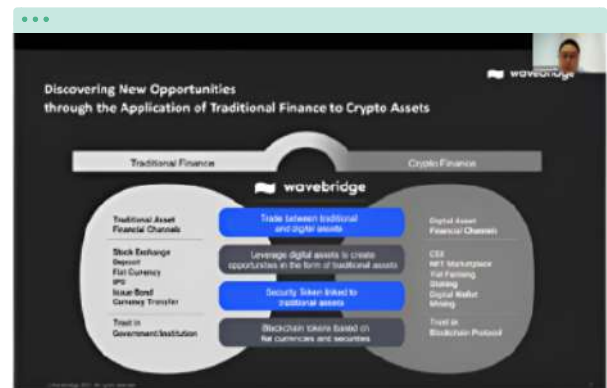 wavebridge
Discovering New Opportunities
through the Application of Traditional Finance to Crypto Assets
Traditional Finance
Crypto Finance
wavebridge
Traditional Asset
Financial Channels
Stock Exchange
Deposit
Fiat Currency
IPO
Issue Bond
Currency Transfer
Trust in
Government/Institution
Trade between traditional
and digital assets
Leverage digital assets to create
opportunities in the form of traditional assets
Security Token linked to
traditional assets
Blockchain tokens based on
fiat currencies and securities
Digital Asset
Financial Channels
CEX
NFT Marketplace
Yield Farming
Staking
Digital Wallet
Mining
Trust in
Blockchain Protocol